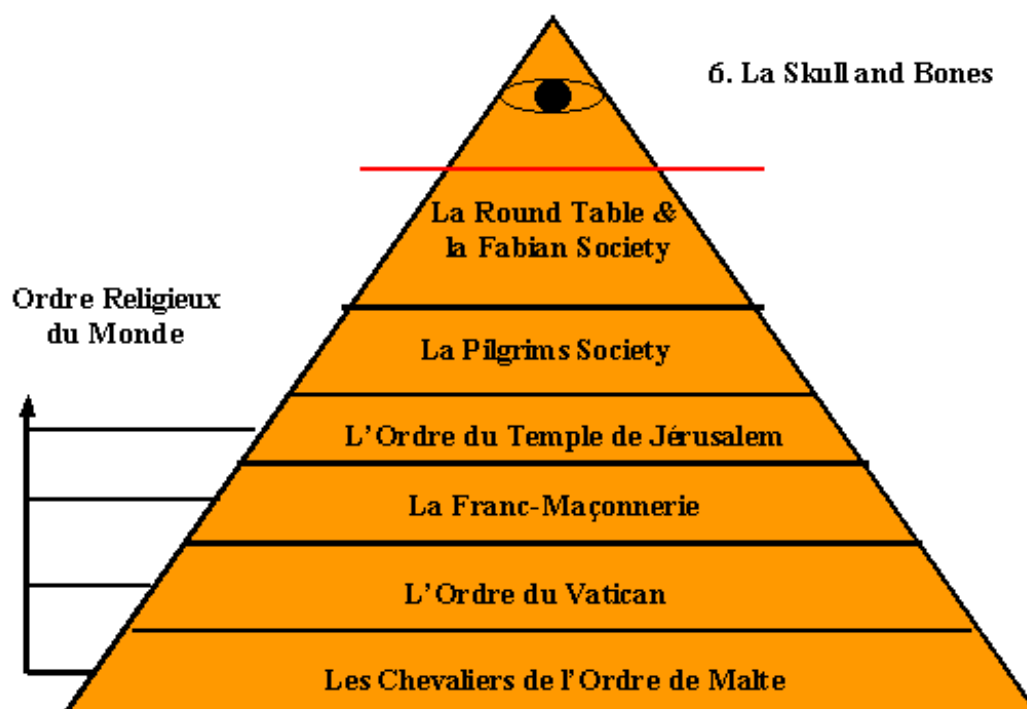 6. La Skull and Bones
La Round Table &
la Fabian Society
Ordre Religieux
du Monde
La Pilgrims Society
L'Ordre du Temple de Jérusalem
La Franc-Maçonnerie
L'Ordre du Vatican
Les Chevaliers de l'Ordre de Malte